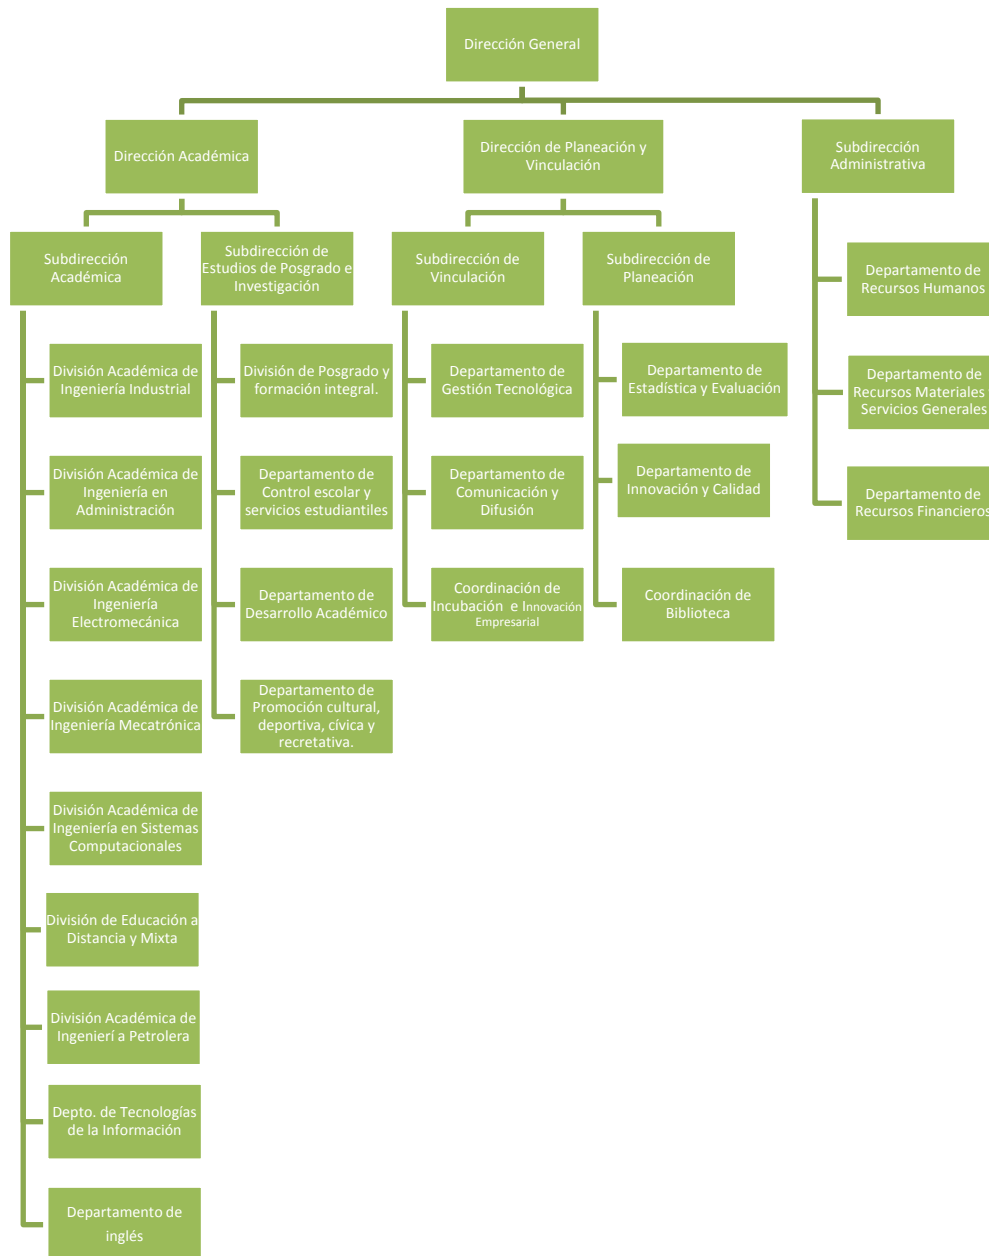 Dirección General
Dirección Académica
Dirección de Planeación y
Vinculación
Subdirección
Administrativa
Subdirección
Académica
Subdirección de
Estudios de Posgrado e
Investigación
Subdirección de
Vinculación
Subdirección de
Planeación
División Académica de
Ingeniería Industrial
División Académica de
Ingeniería en
Administración
División Académica de
Ingeniería
Electromecánica
División Académica de
Ingeniería Mecatrónica
División Académica de
Ingeniería en Sistemas
Computacionales
División de Educación a
Distancia y Mixta
División Académica de
Ingenierí a Petrolera
Depto. de Tecnologías
de la Información
Departamento de
inglés
División de Posgrado y
formación integral.
Departamento de
Control escolar y
servicios estudiantiles
Departamento de
Desarrollo Académico
Departamento de
Promoción cultural,
deportiva, cívica y
recretativa.
Departamento de
Gestión Tecnológica
Departamento de
Comunicación y
Difusión
Coordinación de
Incubación e Innovación
Empresarial
Departamento de
Estadística y Evaluación
Departamento de
Innovación y Calidad
Coordinación de
Biblioteca
Departamento de
Recursos Humanos
Departamento de
Recursos Materiales
Servicios Generales
Departamento de
Recursos Financieros